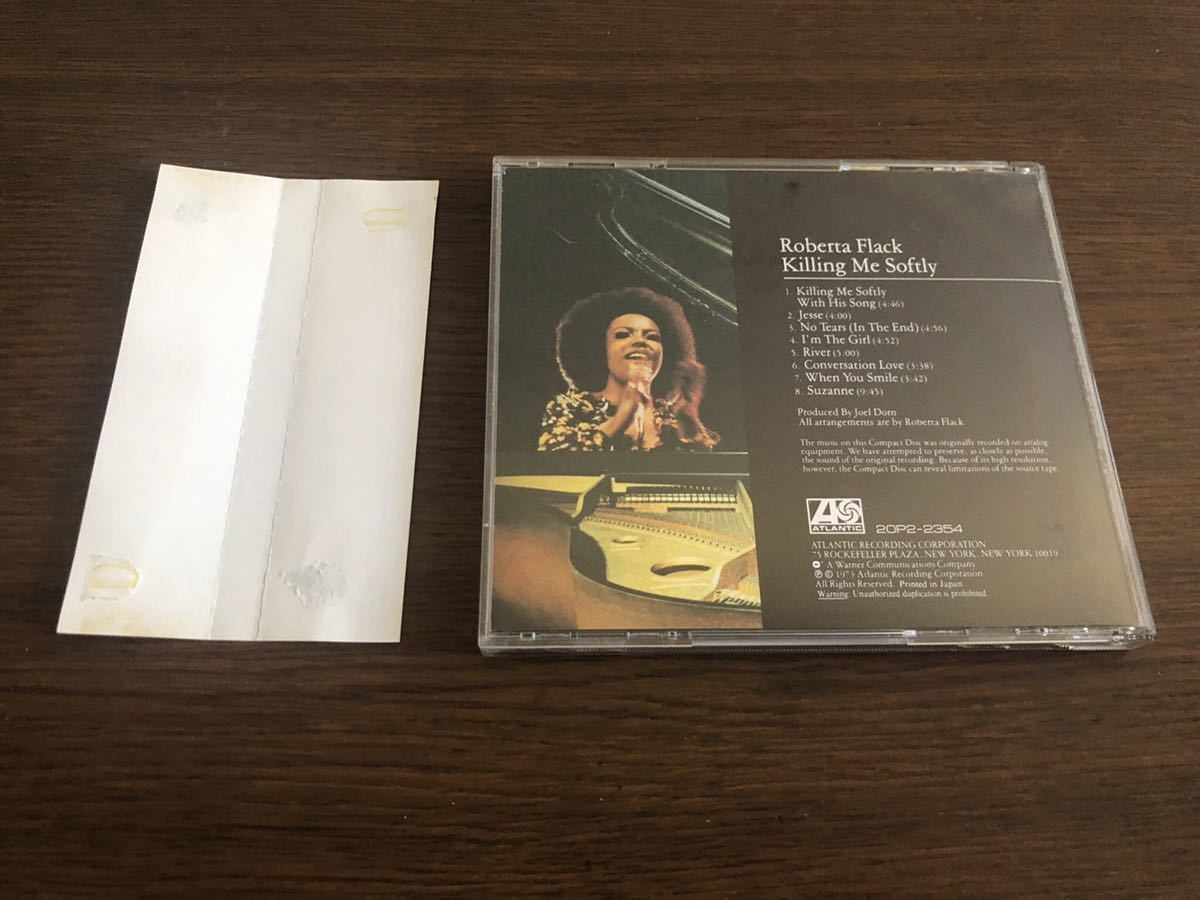 Roberta Flack
Killing Me Softly
1. Killing Me Softly
With His Song (4:46)
2. Jesse (4:00)
3. No Tears (In The End) (4:56)
4. I'm The Girl (4:52)
5. River (5:00)
6. Conversation Love (3:38)
7. When You Smile (3:42)
8. Suzanne (9:45)
Produced By Joel Dorn
All arrangements are by Roberta Flack
The music on this Compact Disc was originally recorded on analog
equipment. We have attempted to preserve, as closely as possible,
the sound of the original recording. Because of its high resolution,
however, the Compact Disc can reveal limitations of the source tape.
ATLANTIC 20P2-2354
ATLANTIC RECORDING CORPORATION
75 ROCKEFELLER PLAZA, NEW YORK, NEW YORK 10019
A Warner Communications Company
℗ © 1973 Atlantic Recording Corporation
All Rights Reserved. Printed in Japan.
Warning: Unauthorized duplication is prohibited.